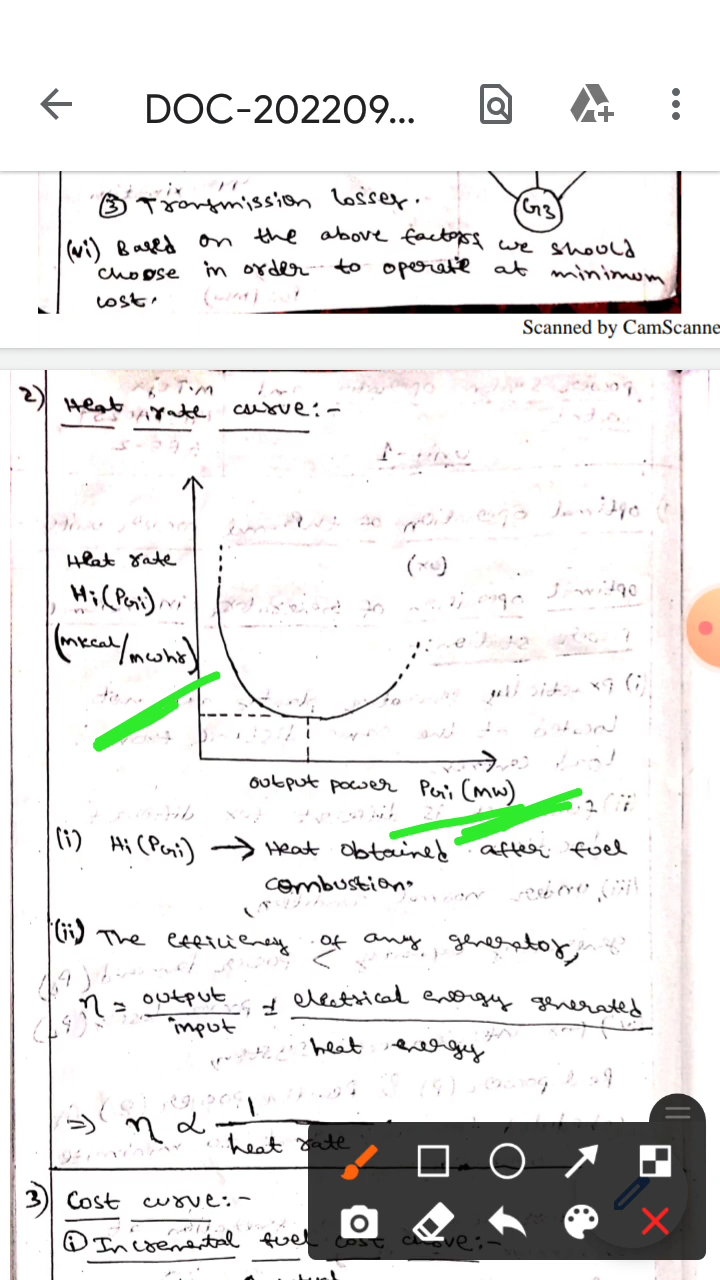 DOC-202209...
③ Transmission losses.
G3
(vi) Based on the above factors we should
choose in order to operate at minimum
cost.
Scanned by CamScanne
2) Heat rate curve:-
Heat rate
Hi(PGi)
(mkcal/mwhr)
output power PGi (MW)
(i) Hi(PGi) → Heat obtained after fuel
combustion.
(ii) The efficiency of any generator,
η = output / input = electrical energy generated / heat energy
⇒ η ∝ 1 / heat rate
3) Cost curve:-
① Incremental fuel cost curve:-